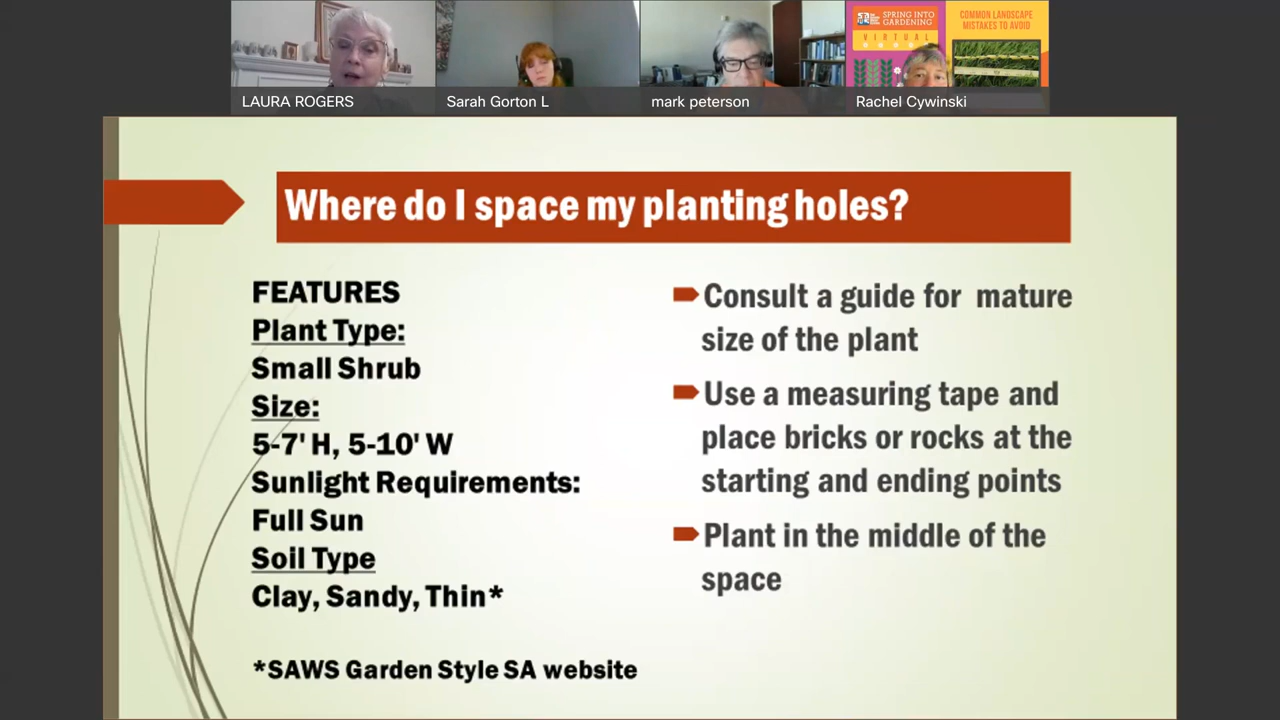 SPRING INTO
GARDENING
VIRTUAL
COMMON LANDSCAPE
MISTAKES TO AVOID
LAURA ROGERS
Sarah Gorton L
mark peterson
Rachel Cywinski
Where do I space my planting holes?
FEATURES
Plant Type:
Small Shrub
Size:
5-7' H, 5-10' W
Sunlight Requirements:
Full Sun
Soil Type
Clay, Sandy, Thin*
*SAWS Garden Style SA website
Consult a guide for mature
size of the plant
Use a measuring tape and
place bricks or rocks at the
starting and ending points
Plant in the middle of the
space